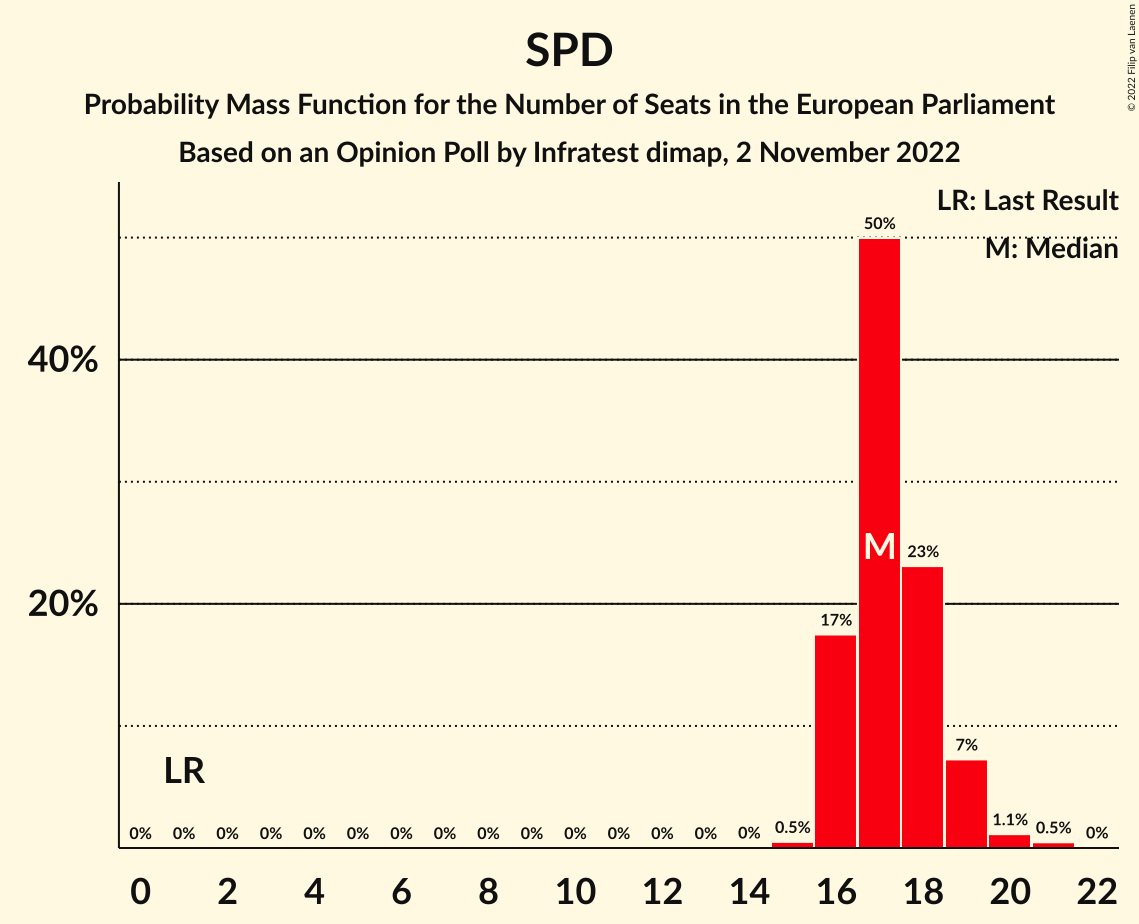 SPD
Probability Mass Function for the Number of Seats in the European Parliament
Based on an Opinion Poll by Infratest dimap, 2 November 2022
© 2022 Filip van Laenen
LR: Last Result
M: Median
50%
40%
M
23%
20%
17%
7%
LR
0% 0% 0% 0% 0% 0% 0% 0% 0% 0% 0% 0% 0% 0% 0% 0.5% 1.1% 0.5% 0%
0 2 4 6 8 10 12 14 16 18 20 22